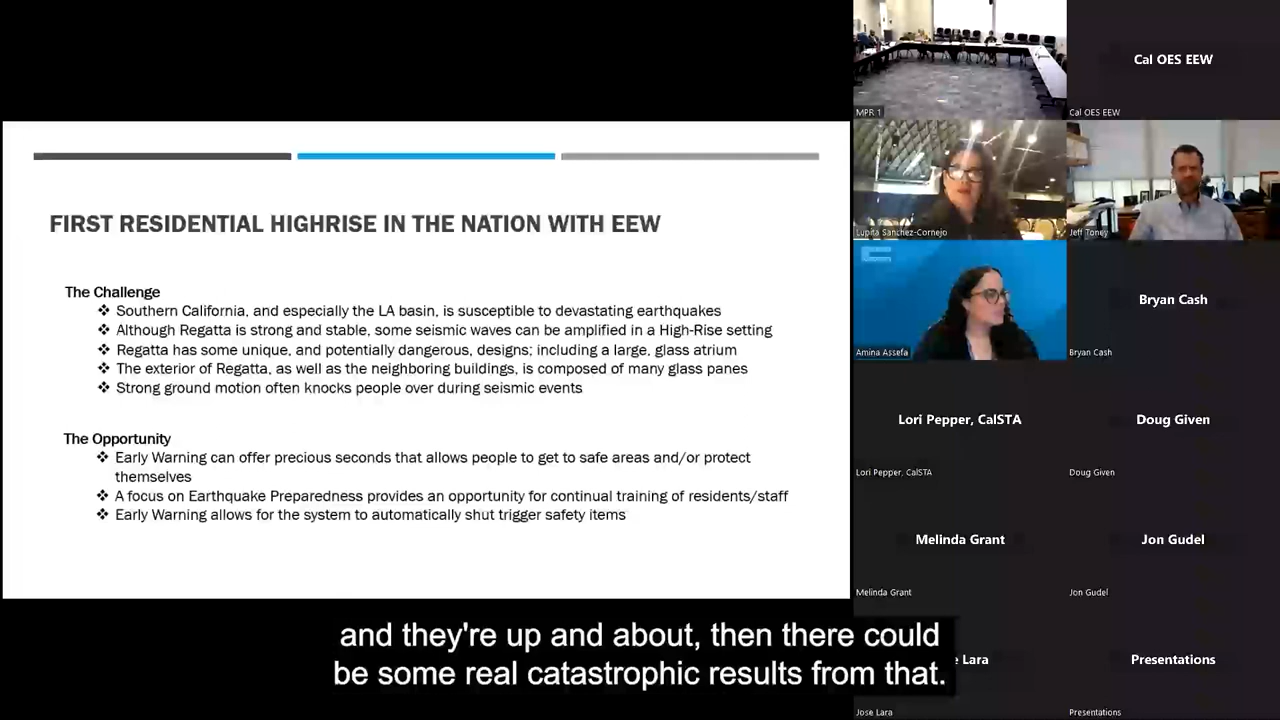 FIRST RESIDENTIAL HIGHRISE IN THE NATION WITH EEW
The Challenge
❖ Southern California, and especially the LA basin, is susceptible to devastating earthquakes
❖ Although Regatta is strong and stable, some seismic waves can be amplified in a High-Rise setting
❖ Regatta has some unique, and potentially dangerous, designs; including a large, glass atrium
❖ The exterior of Regatta, as well as the neighboring buildings, is composed of many glass panes
❖ Strong ground motion often knocks people over during seismic events
The Opportunity
❖ Early Warning can offer precious seconds that allows people to get to safe areas and/or protect
themselves
❖ A focus on Earthquake Preparedness provides an opportunity for continual training of residents/staff
❖ Early Warning allows for the system to automatically shut trigger safety items
MPR 1
Cal OES EEW
Cal OES EEW
Lupita Sanchez-Cornejo
Jeff Toney
Amina Assefa
Bryan Cash
Bryan Cash
Lori Pepper, CalSTA
Lori Pepper, CalSTA
Doug Given
Doug Given
Melinda Grant
Melinda Grant
Jon Gudel
Jon Gudel
e Lara
Jose Lara
Presentations
Presentations
and they're up and about, then there could
be some real catastrophic results from that.